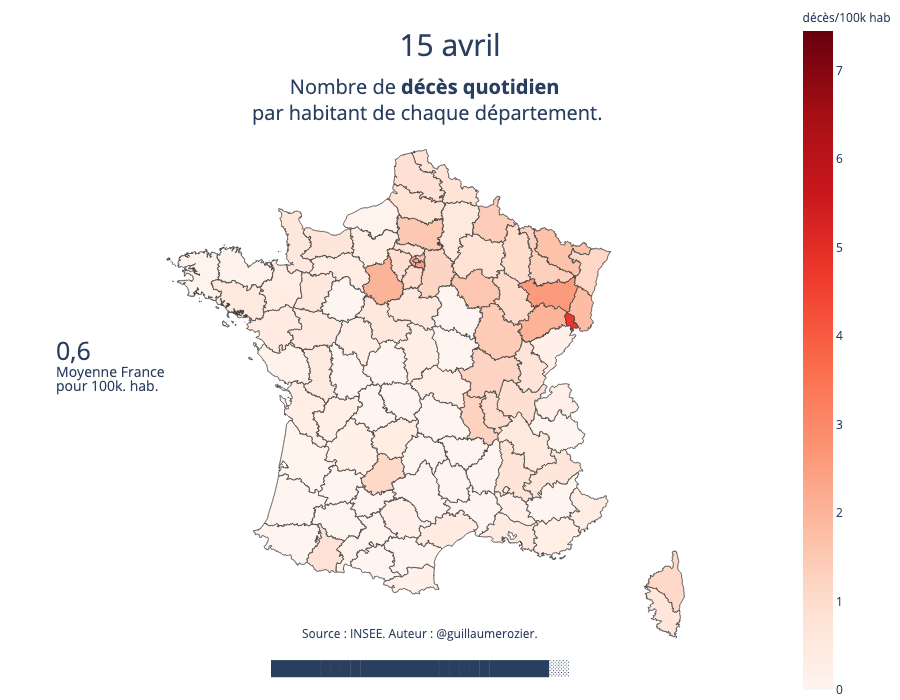 15 avril
Nombre de décès quotidien
par habitant de chaque département.
décès/100k hab
7
6
5
4
3
2
1
0
0,6
Moyenne France
pour 100k. hab.
Source : INSEE. Auteur : @guillaumerozier.